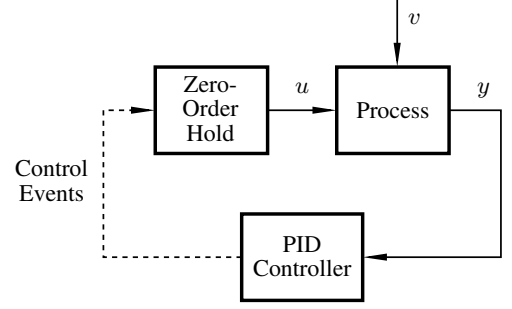 v
Zero-
Order
Hold
u
Process
y
Control
Events
PID
Controller